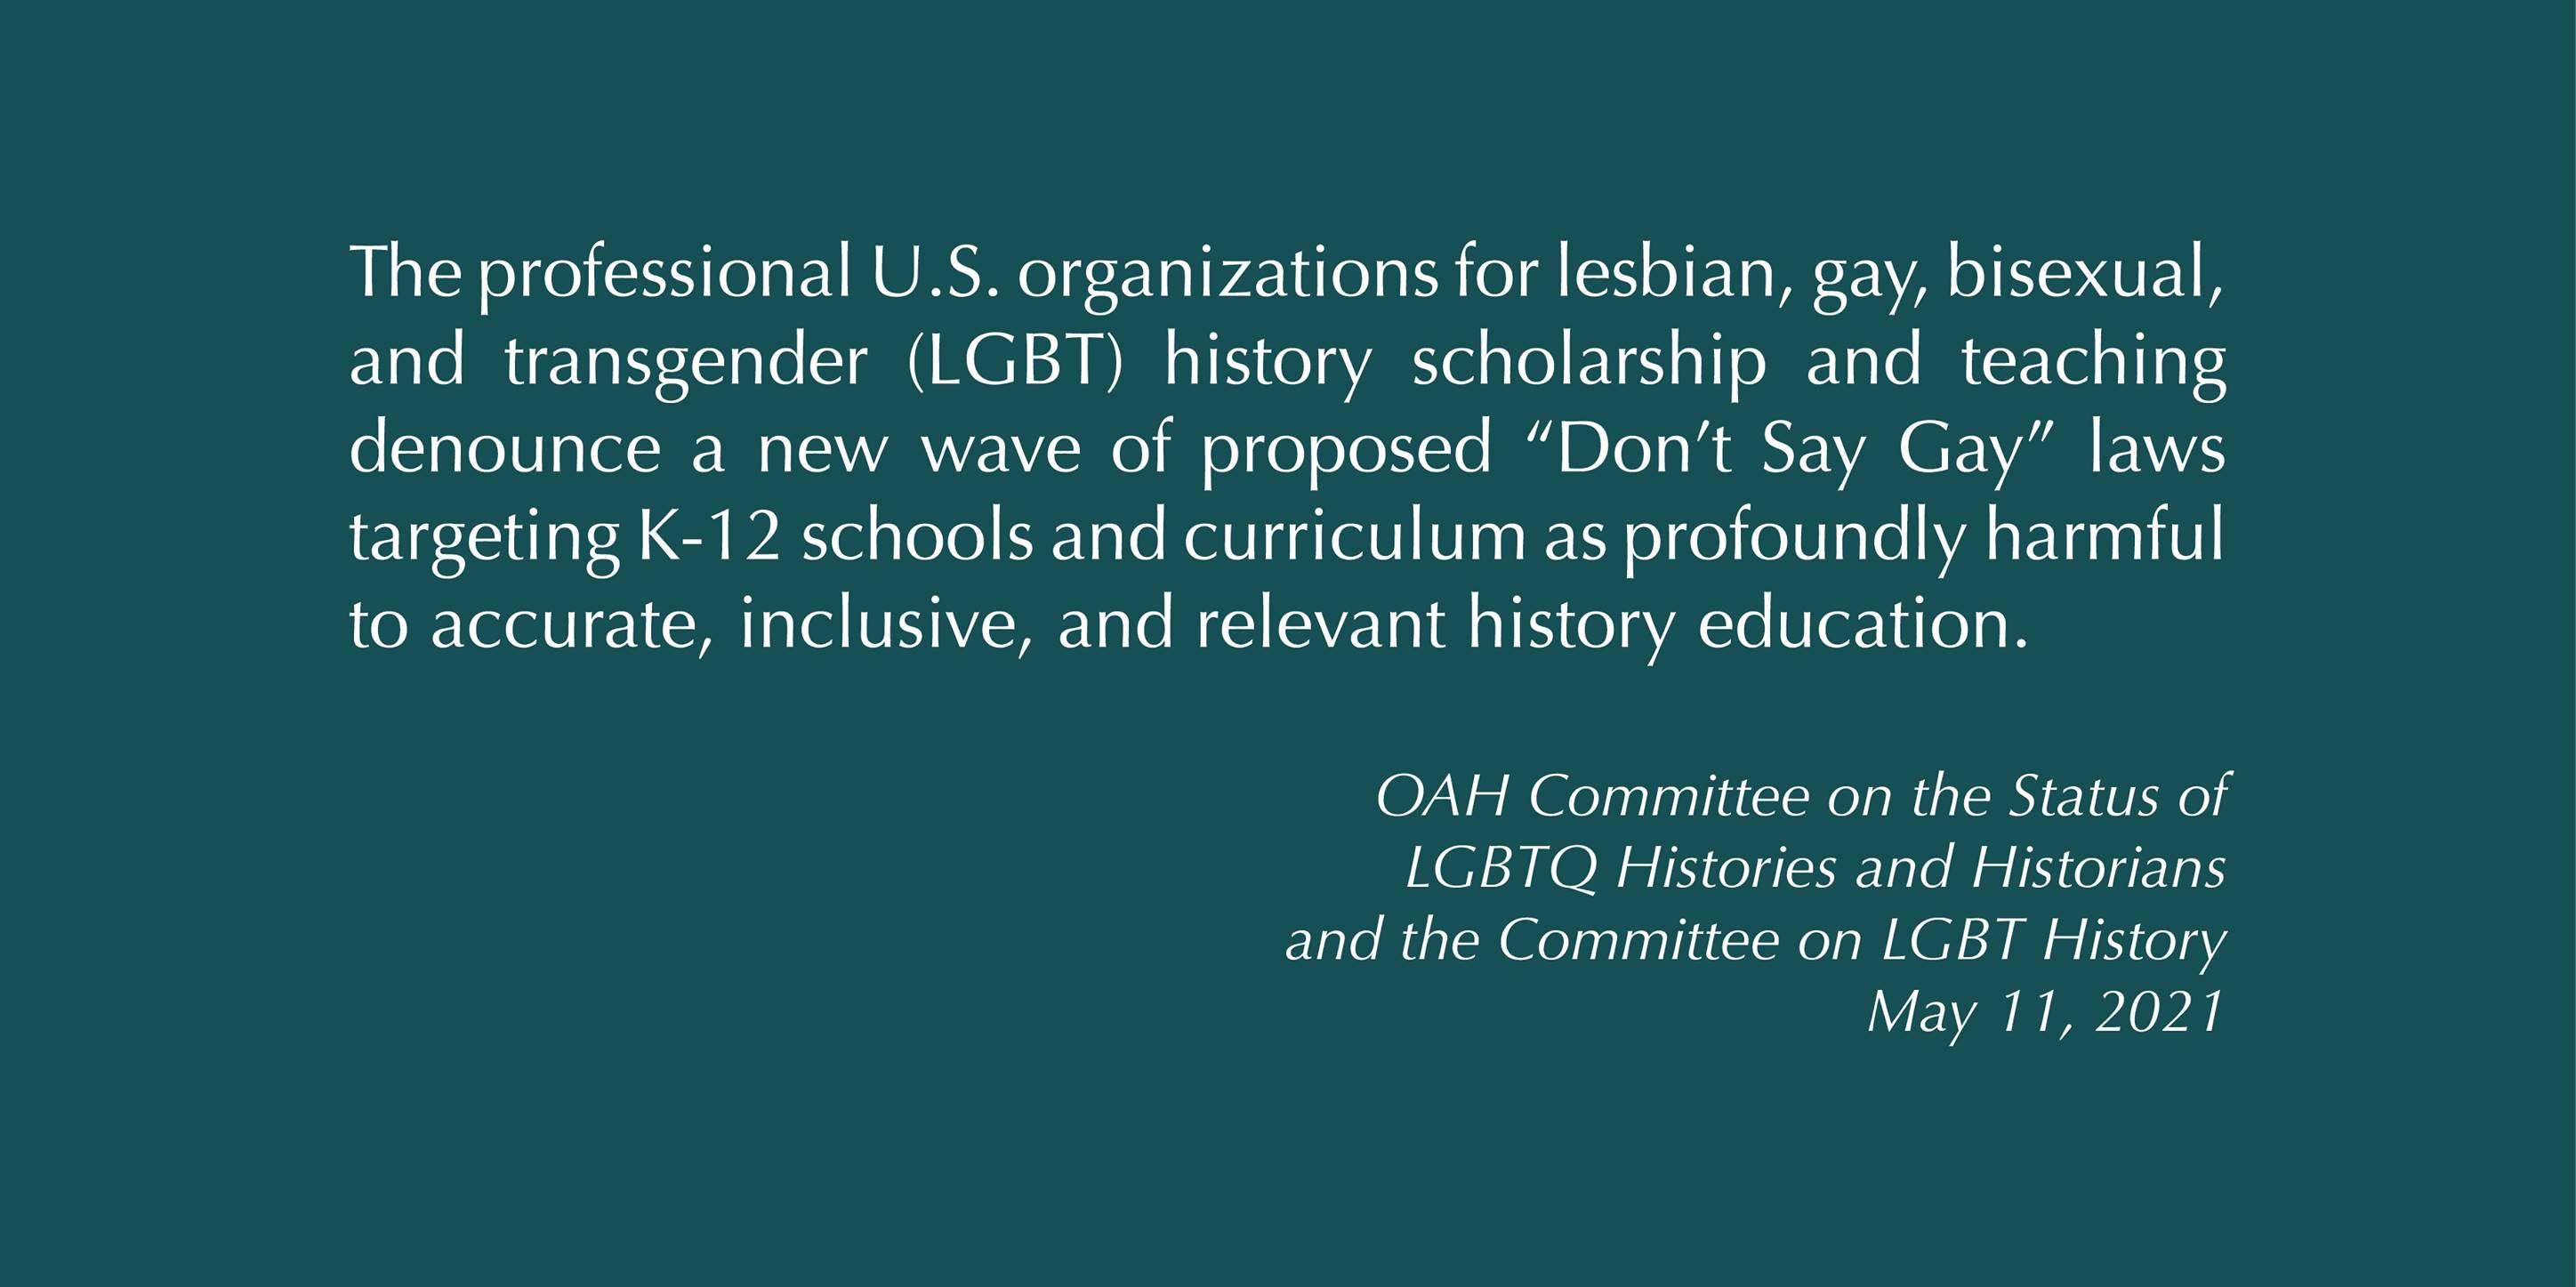 The professional U.S. organizations for lesbian, gay, bisexual,
and transgender (LGBT) history scholarship and teaching
denounce a new wave of proposed “Don’t Say Gay” laws
targeting K-12 schools and curriculum as profoundly harmful
to accurate, inclusive, and relevant history education.
OAH Committee on the Status of
LGBTQ Histories and Historians
and the Committee on LGBT History
May 11, 2021